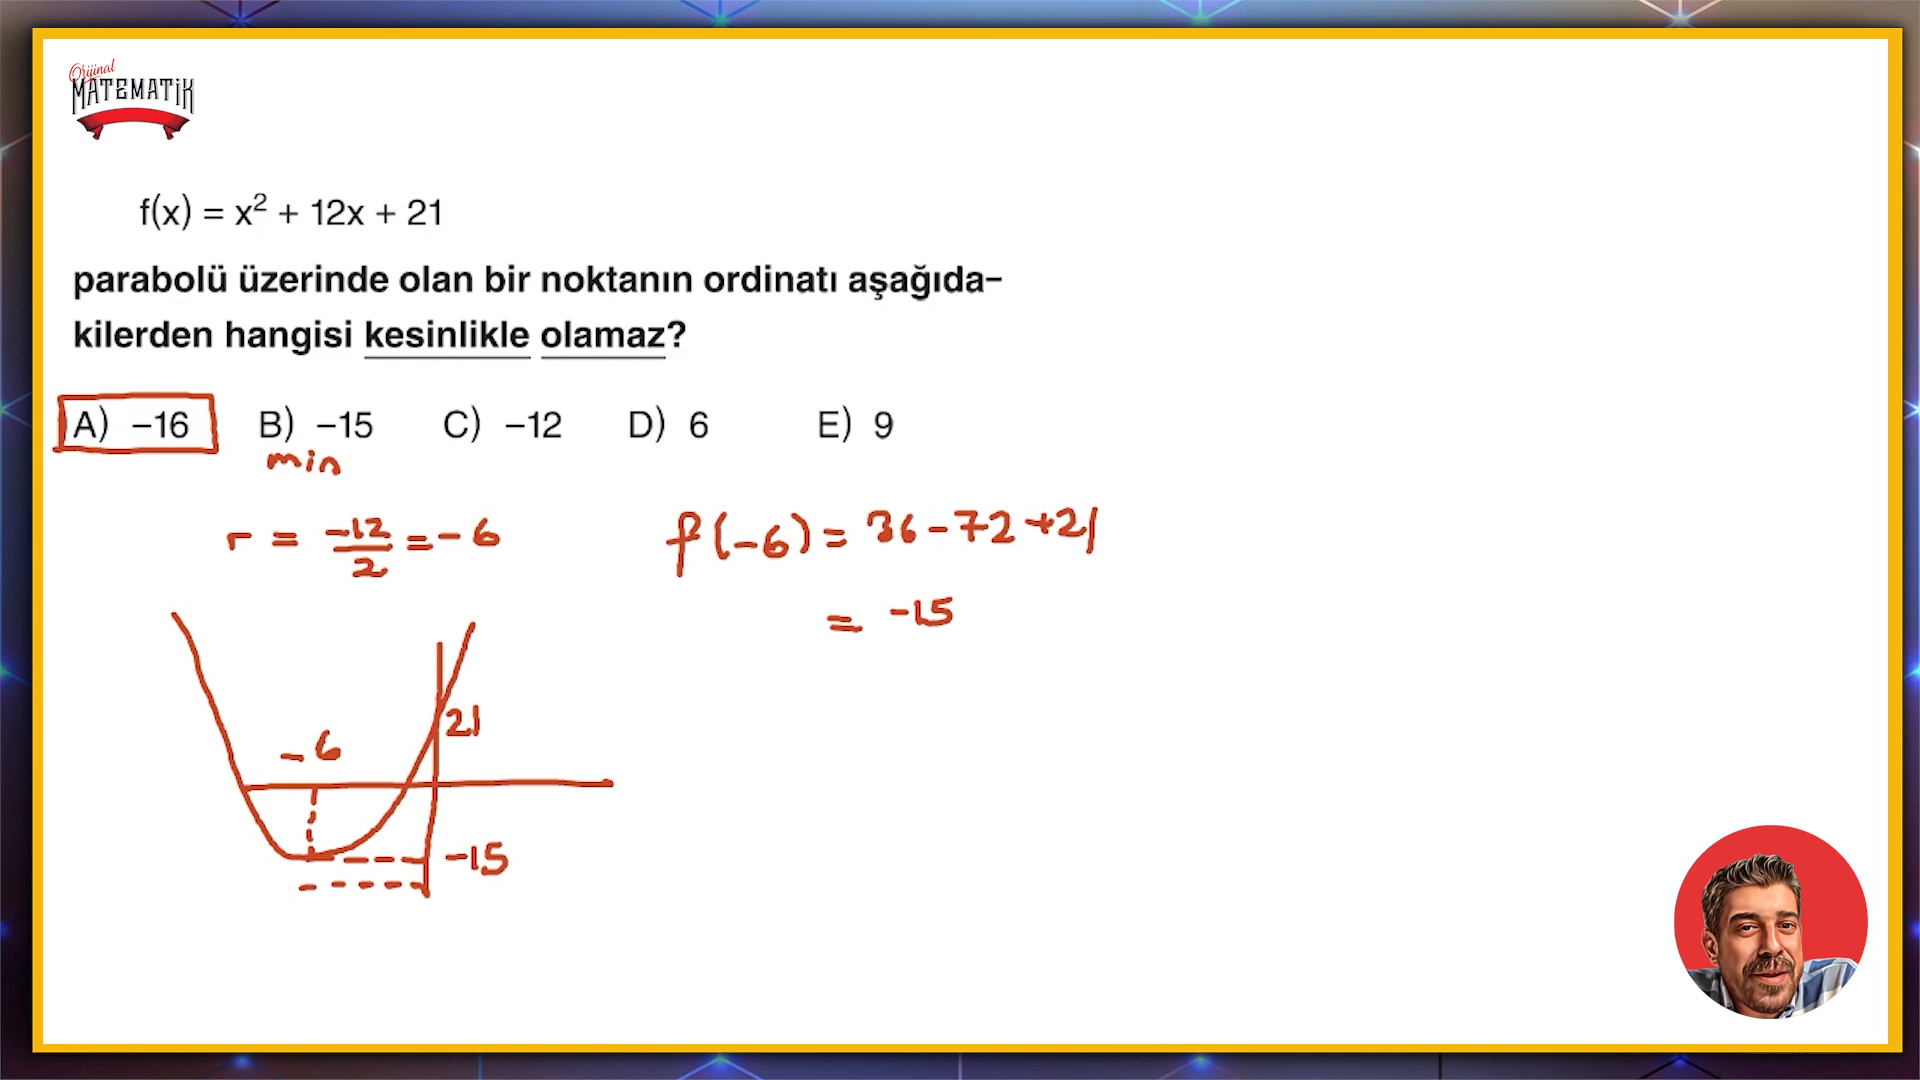 Orijinal
MATEMATİK
f(x) = x² + 12x + 21
parabolü üzerinde olan bir noktanın ordinatı aşağıda–
kilerden hangisi kesinlikle olamaz?
A) –16 B) –15 C) –12 D) 6 E) 9
min
r = -12/2 = -6
f(-6) = 36-72+21
= -15
21
-6
-15